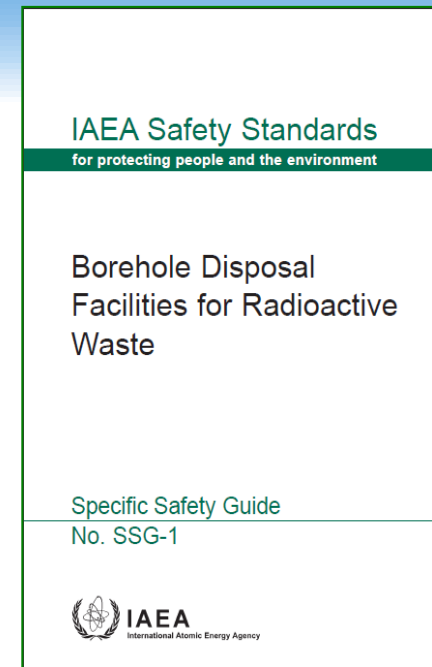 IAEA Safety Standards
for protecting people and the environment
Borehole Disposal
Facilities for Radioactive
Waste
Specific Safety Guide
No. SSG-1
IAEA
International Atomic Energy Agency